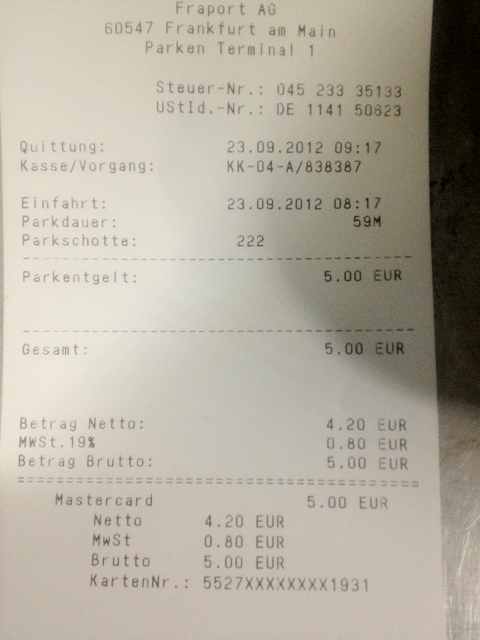 Fraport AG
60547 Frankfurt am Main
Parken Terminal 1
Steuer-Nr.: 045 233 35133
UStId.-Nr.: DE 1141 50623
Quittung: 23.09.2012 09:17
Kasse/Vorgang: KK-04-A/838387
Einfahrt: 23.09.2012 08:17
Parkdauer: 59M
Parkschotte: 222
Parkentgelt: 5.00 EUR
Gesamt: 5.00 EUR
Betrag Netto: 4.20 EUR
MWSt.19% 0.80 EUR
Betrag Brutto: 5.00 EUR
Mastercard 5.00 EUR
Netto 4.20 EUR
MwSt 0.80 EUR
Brutto 5.00 EUR
KartenNr.: 5527XXXXXXXX1931